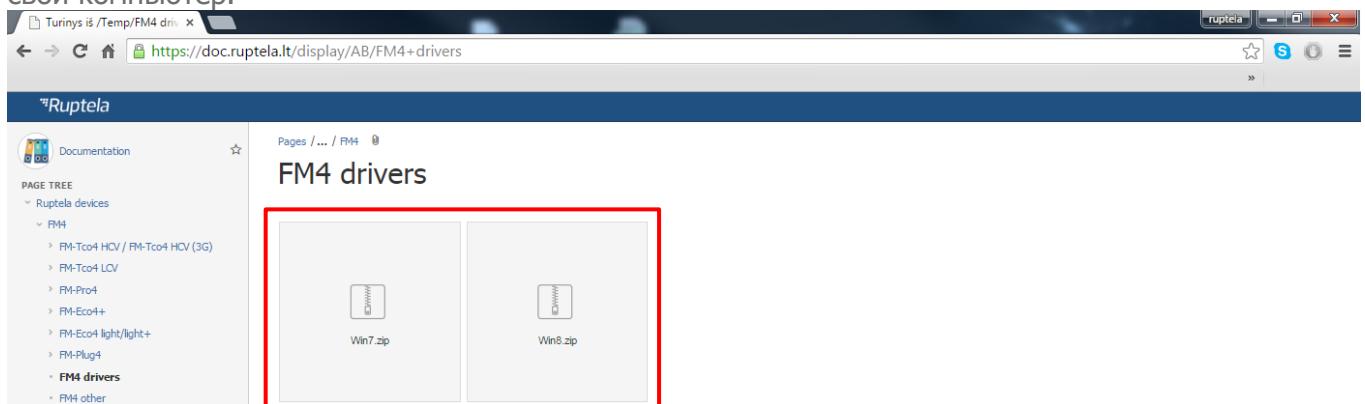 свой компьютер.
Turinys iš /Temp/FM4 driv
ruptela
https://doc.ruptela.lt/display/AB/FM4+drivers
»
Ruptela
Documentation
Pages /... / FM4
FM4 drivers
PAGE TREE
Ruptela devices
FM4
FM-Tco4 HCV / FM-Tco4 HCV (3G)
FM-Tco4 LCV
FM-Pro4
FM-Eco4+
FM-Eco4 light/light+
FM-Plug4
FM4 drivers
FM4 other
Win7.zip
Win8.zip